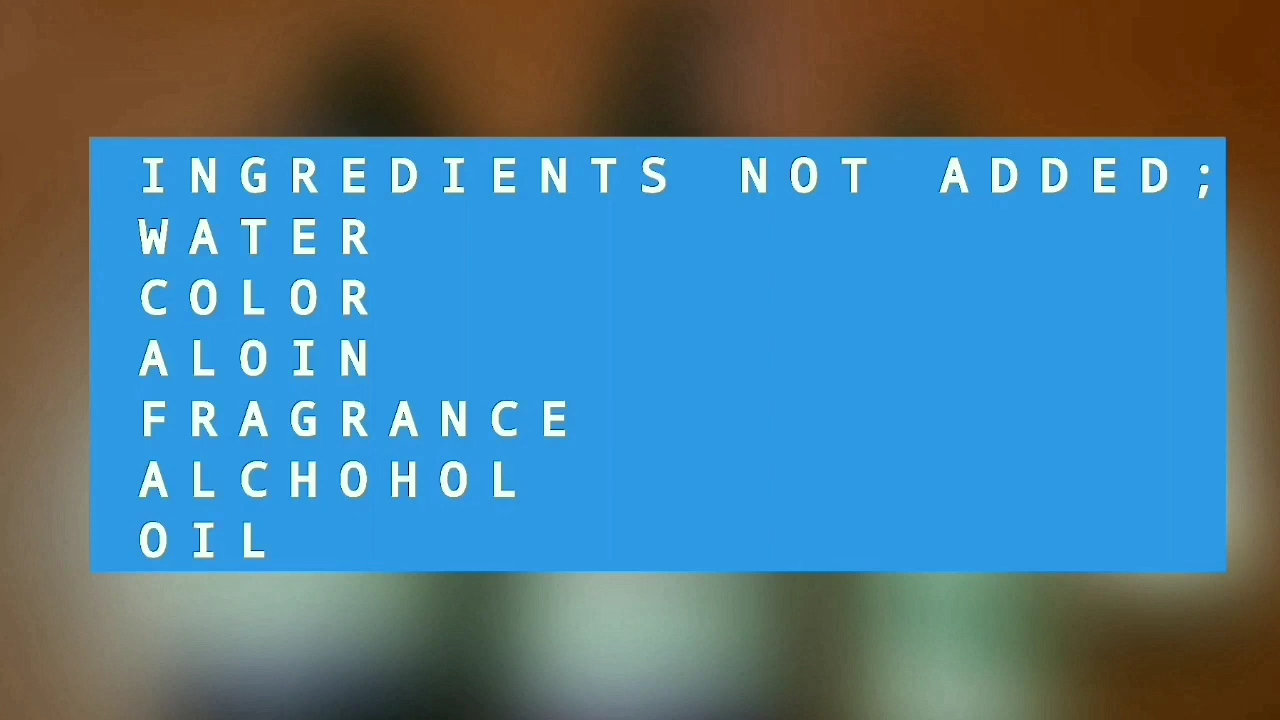 INGREDIENTS NOT ADDED;
WATER
COLOR
ALOIN
FRAGRANCE
ALCHOHOL
OIL